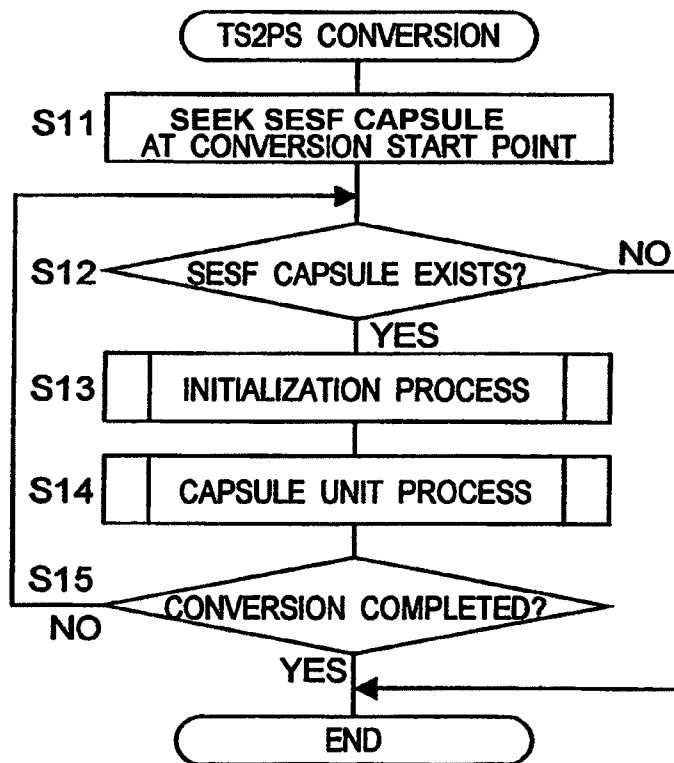 TS2PS CONVERSION
S11
SEEK SESF CAPSULE
AT CONVERSION START POINT
S12
SESF CAPSULE EXISTS?
NO
YES
S13
INITIALIZATION PROCESS
S14
CAPSULE UNIT PROCESS
S15
CONVERSION COMPLETED?
NO
YES
END